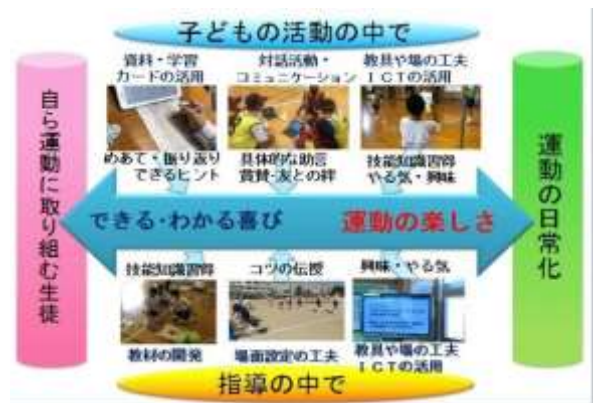 子どもの活動の中で
資料・学習
カードの活用
対話活動・
コミュニケーション
教具や場の工夫
ICTの活用
めあて・振り返り
できるヒント
具体的な助言
賞賛・友との絆
技能知識習得
やる気・興味
自ら運動に取り組む生徒
できる・わかる喜び
運動の楽しさ
運動の日常化
技能知識習得
コツの伝授
興味・やる気
教材の開発
場面設定の工夫
教具や場の工夫
ICTの活用
指導の中で